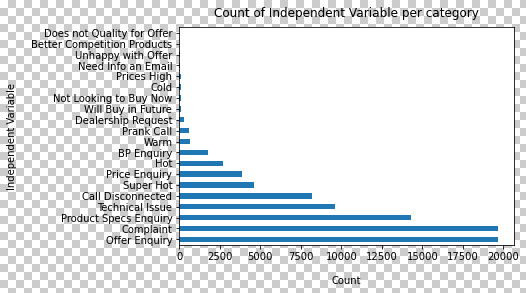 Count of Independent Variable per category
Does not Quality for Offer
Better Competition Products
Unhappy with Offer
Need Info an Email
Prices High
Cold
Not Looking to Buy Now
Will Buy in Future
Dealership Request
Prank Call
Warm
BP Enquiry
Hot
Price Enquiry
Super Hot
Call Disconnected
Technical Issue
Product Specs Enquiry
Complaint
Offer Enquiry
Independent Variable
0 2500 5000 7500 10000 12500 15000 17500 20000
Count